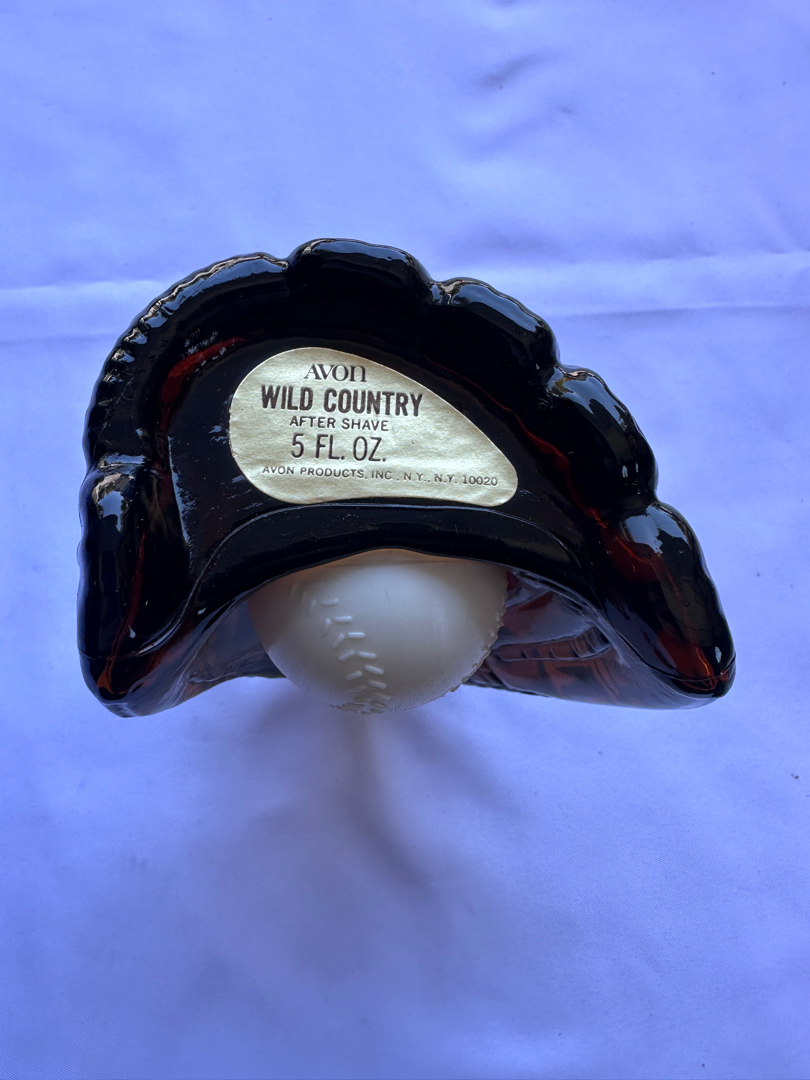 AVON
WILD COUNTRY
AFTER SHAVE
5 FL. OZ.
AVON PRODUCTS, INC., N.Y., N.Y. 10020